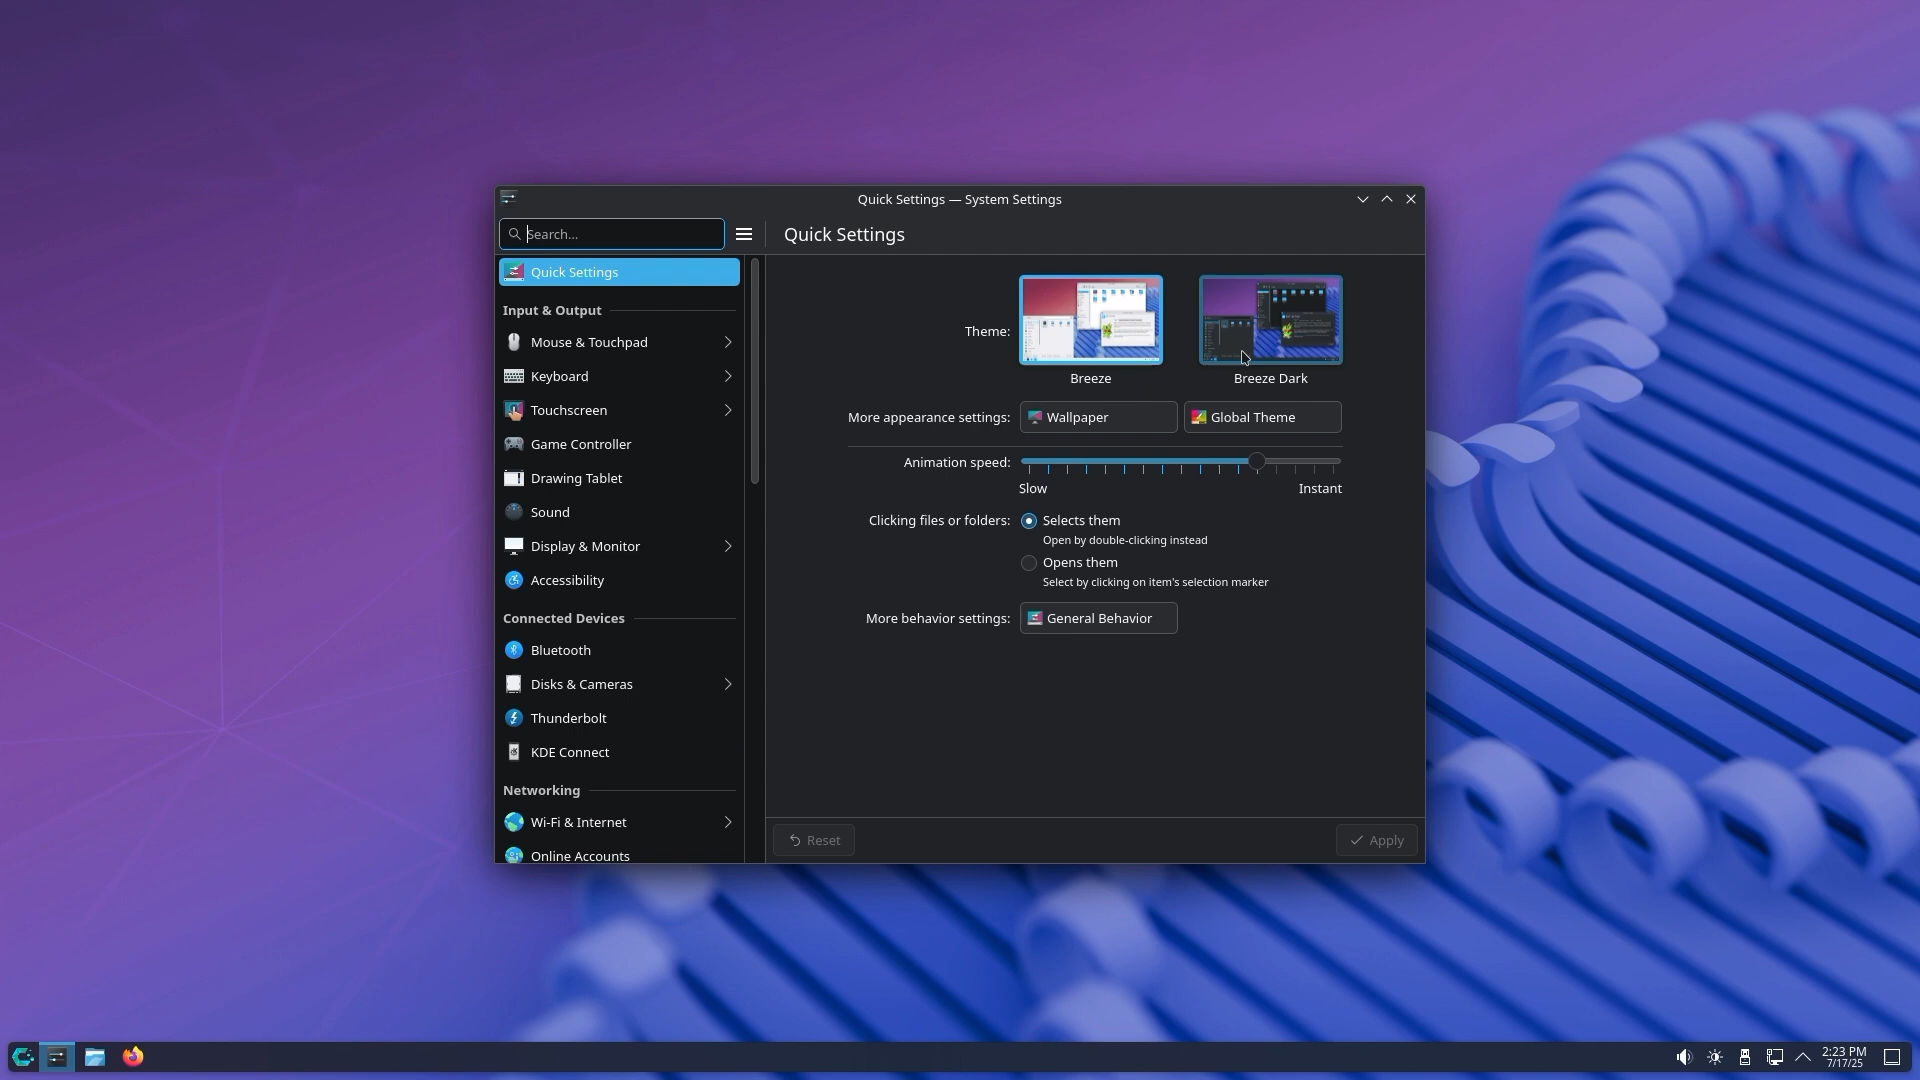 Quick Settings — System Settings
Search...
Quick Settings
Quick Settings
Input & Output
Mouse & Touchpad
Keyboard
Touchscreen
Game Controller
Drawing Tablet
Sound
Display & Monitor
Accessibility
Connected Devices
Bluetooth
Disks & Cameras
Thunderbolt
KDE Connect
Networking
Wi-Fi & Internet
Online Accounts
Theme:
Breeze
Breeze Dark
More appearance settings:
Wallpaper
Global Theme
Animation speed:
Slow
Instant
Clicking files or folders:
Selects them
Open by double-clicking instead
Opens them
Select by clicking on item's selection marker
More behavior settings:
General Behavior
Reset
Apply
2:23 PM
7/17/25